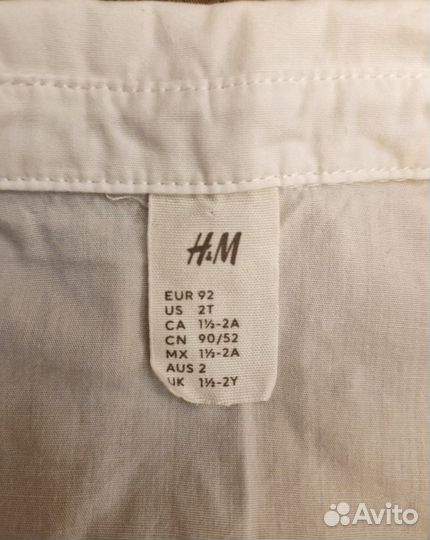 H&M
EUR 92
US 2T
CA 1½-2A
CN 90/52
MX 1½-2A
AUS 2
UK 1½-2Y
Avito